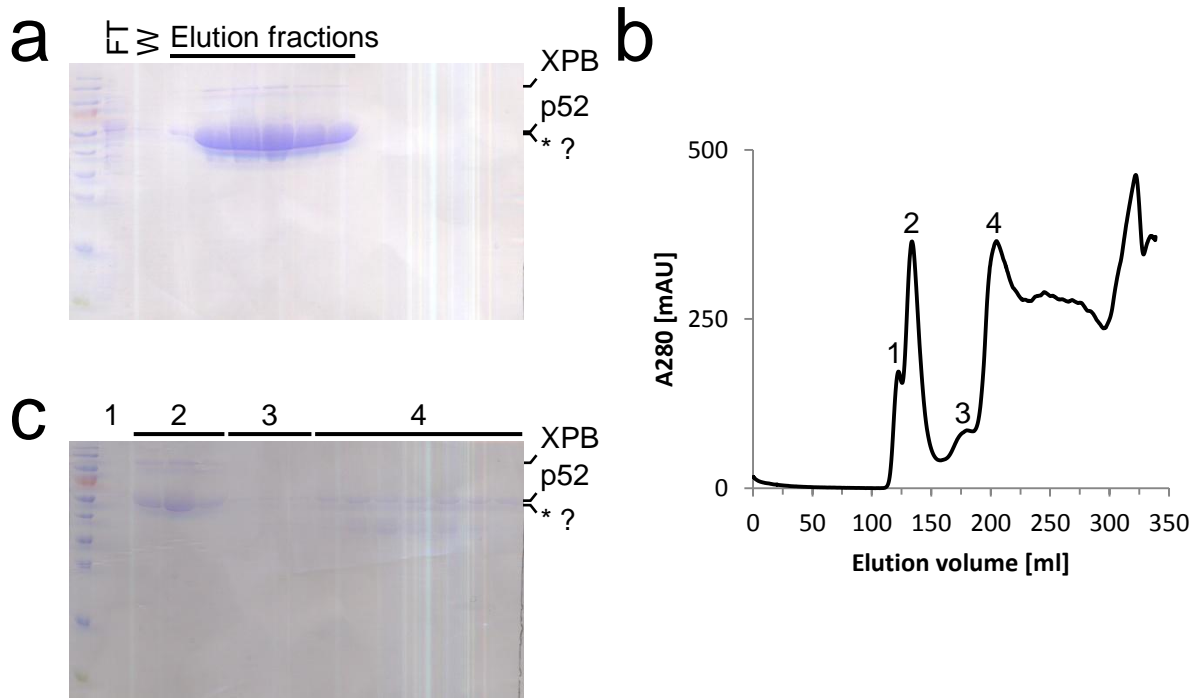 a
FT
W
Elution fractions
XPB
p52
* ?
b
500
250
0
A280 [mAU]
1
2
3
4
0 50 100 150 200 250 300 350
Elution volume [ml]
c
1 2 3 4
XPB
p52
* ?